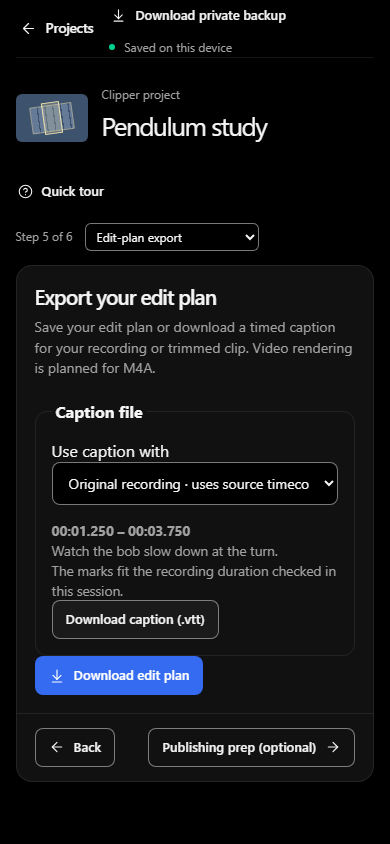 Projects
Download private backup
Saved on this device
Clipper project
Pendulum study
Quick tour
Step 5 of 6
Edit-plan export
Export your edit plan
Save your edit plan or download a timed caption
for your recording or trimmed clip. Video rendering
is planned for M4A.
Caption file
Use caption with
Original recording · uses source timeco
00:01.250 – 00:03.750
Watch the bob slow down at the turn.
The marks fit the recording duration checked in
this session.
Download caption (.vtt)
Download edit plan
Back
Publishing prep (optional)